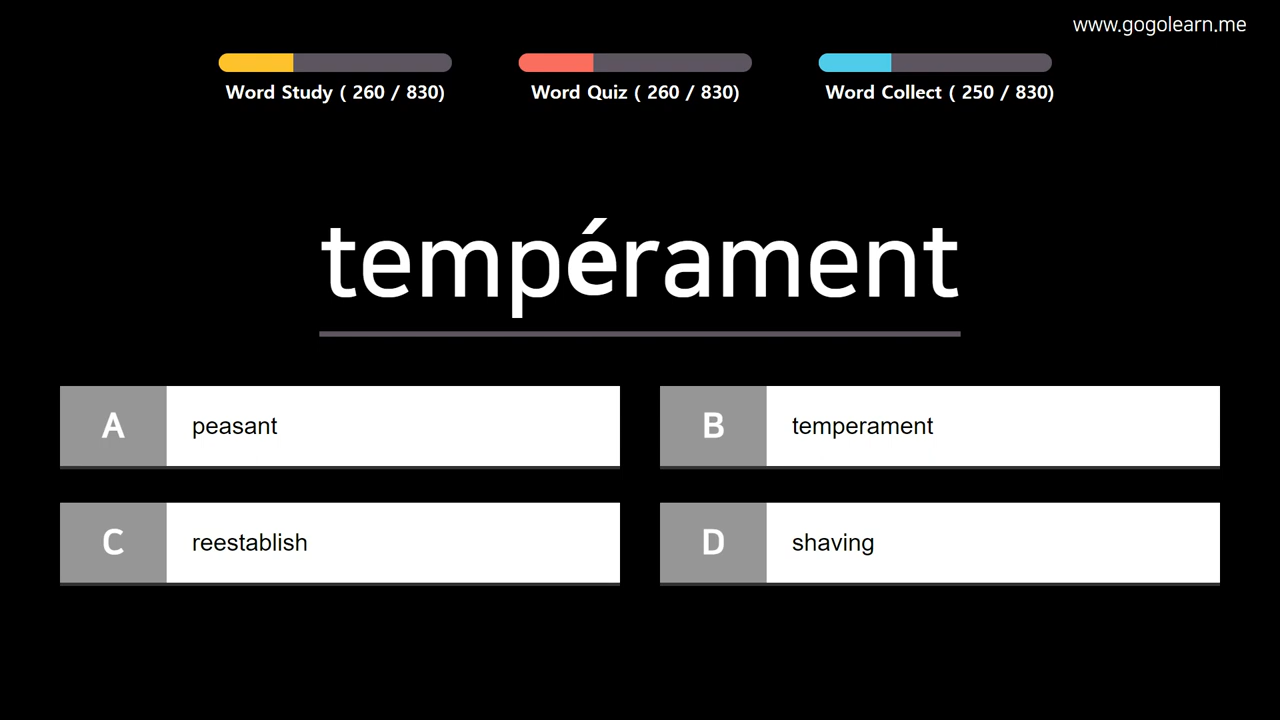 www.gogolearn.me
Word Study ( 260 / 830)
Word Quiz ( 260 / 830)
Word Collect ( 250 / 830)
tempérament
A peasant
B temperament
C reestablish
D shaving